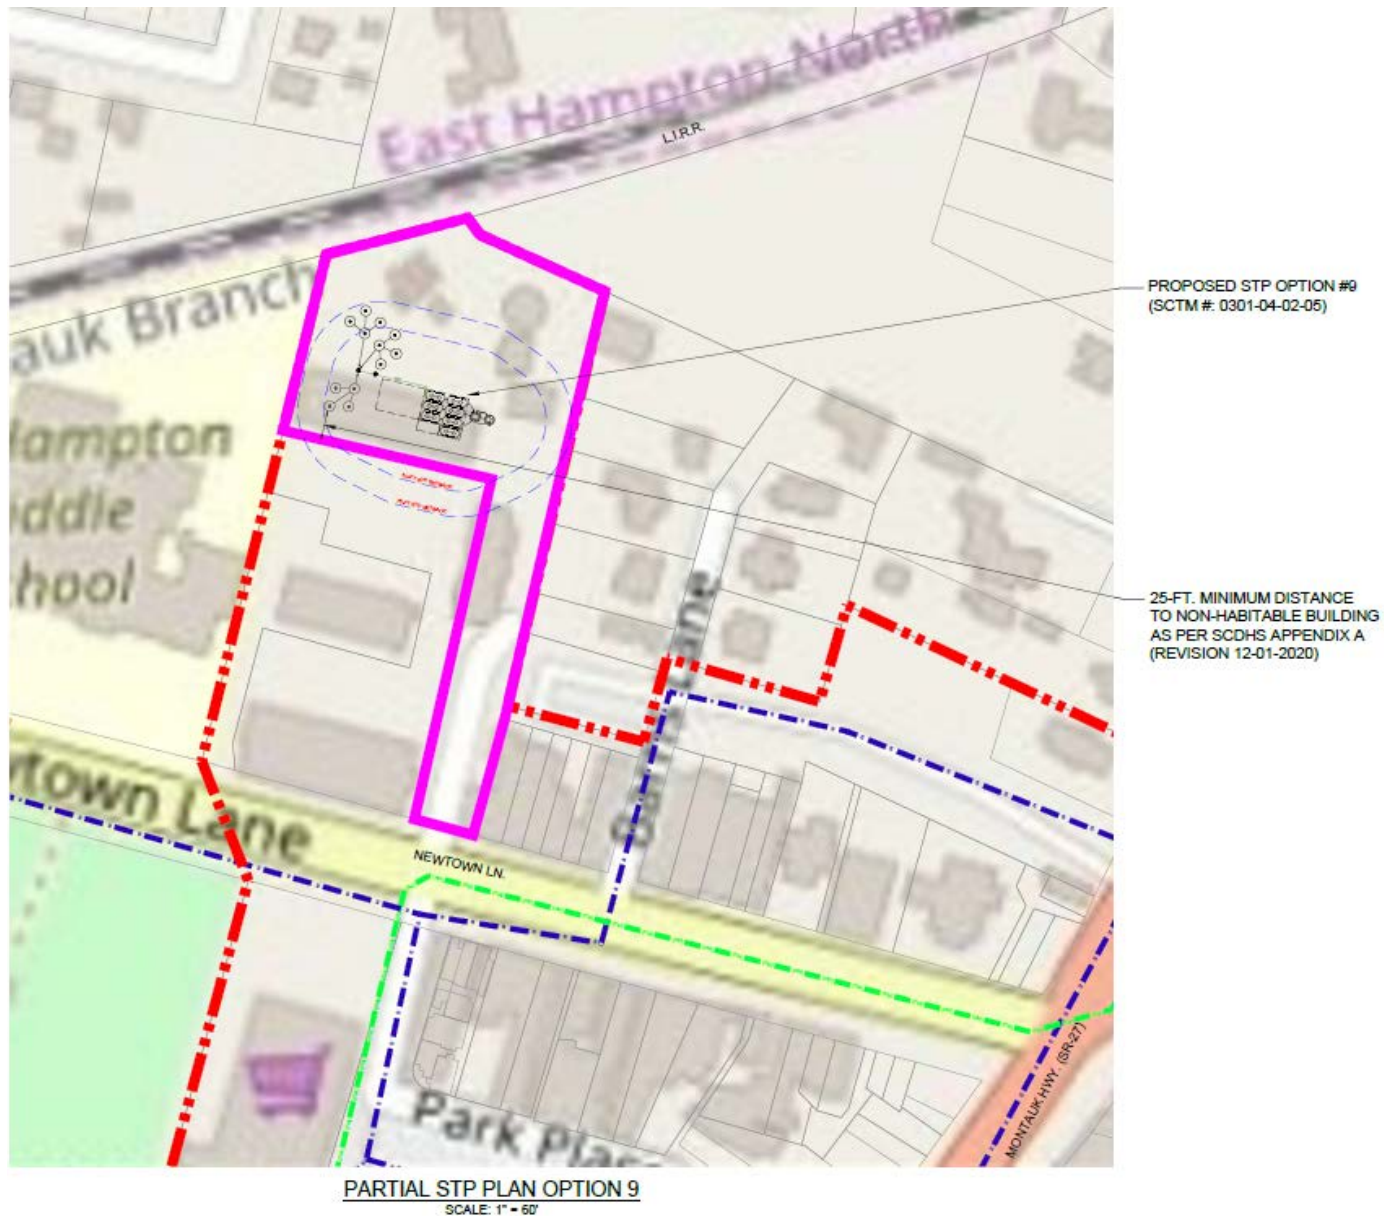 East Hampton North
L.I.R.R.
PROPOSED STP OPTION #9
(SCTM #: 0301-04-02-05)
auk Branch
ampton
ddle
hool
25-FT. MINIMUM DISTANCE
TO NON-HABITABLE BUILDING
AS PER SCDHS APPENDIX A
(REVISION 12-01-2020)
Lane
town Lane
NEWTOWN LN.
MONTAUK HWY. (SR-27)
Park Place
PARTIAL STP PLAN OPTION 9
SCALE: 1" = 60'